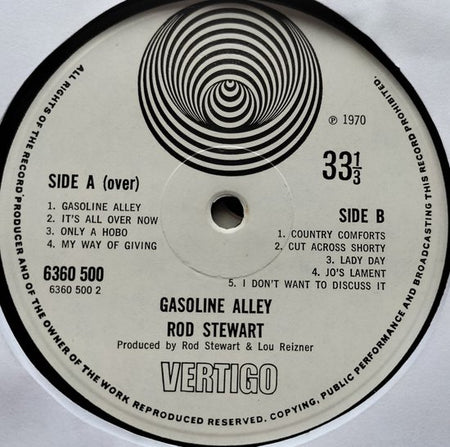 ALL RIGHTS OF THE RECORD PRODUCER AND OF THE OWNER OF THE WORK REPRODUCED RESERVED. COPYING, PUBLIC PERFORMANCE AND BROADCASTING THIS RECORD PROHIBITED.
℗ 1970
33⅓
SIDE A (over)
1. GASOLINE ALLEY
2. IT'S ALL OVER NOW
3. ONLY A HOBO
4. MY WAY OF GIVING
SIDE B
1. COUNTRY COMFORTS
2. CUT ACROSS SHORTY
3. LADY DAY
4. JO'S LAMENT
5. I DON'T WANT TO DISCUSS IT
6360 500
6360 500 2
GASOLINE ALLEY
ROD STEWART
Produced by Rod Stewart & Lou Reizner
VERTIGO